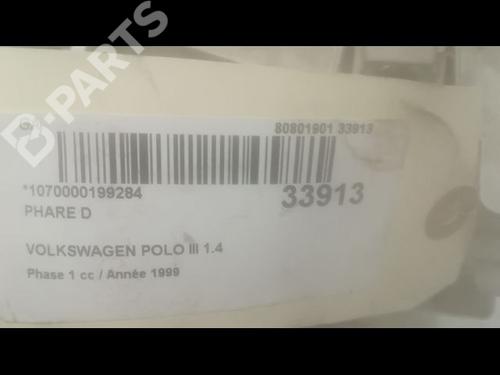 B-PARTS
80801901 33913
*1070000199284
33913
PHARE D
VOLKSWAGEN POLO III 1.4
Phase 1 cc / Année 1999